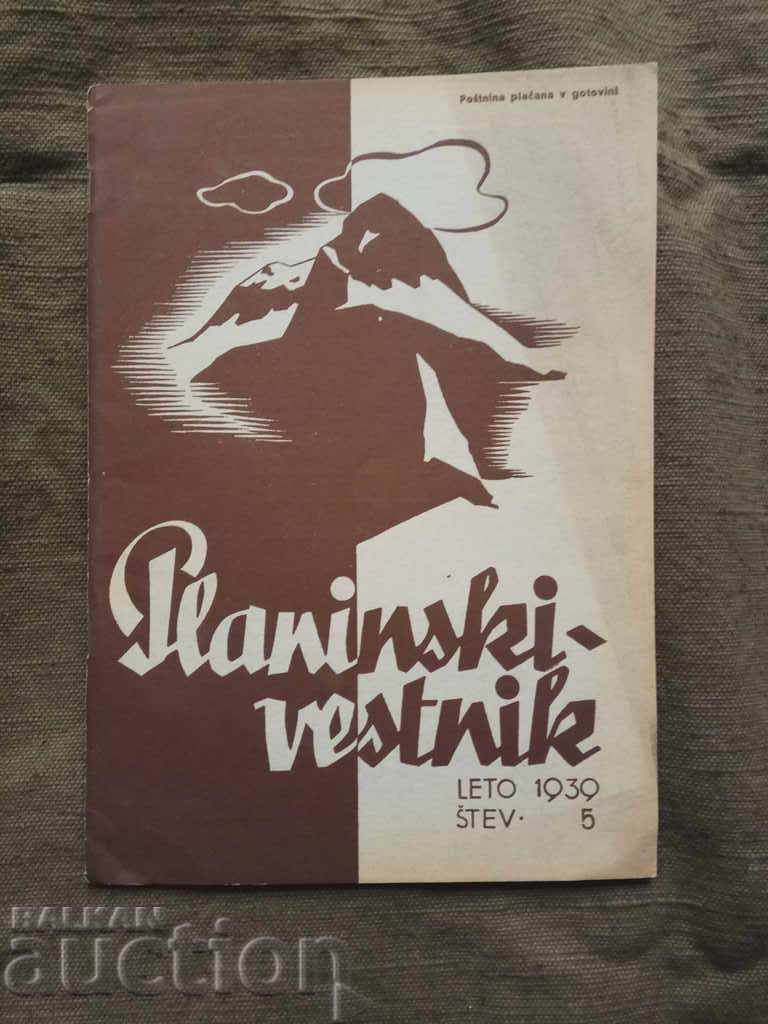 Poštnina plačana v gotovini
Planinski-
vestnik
LETO 1939
ŠTEV. 5
BALKAN
auction